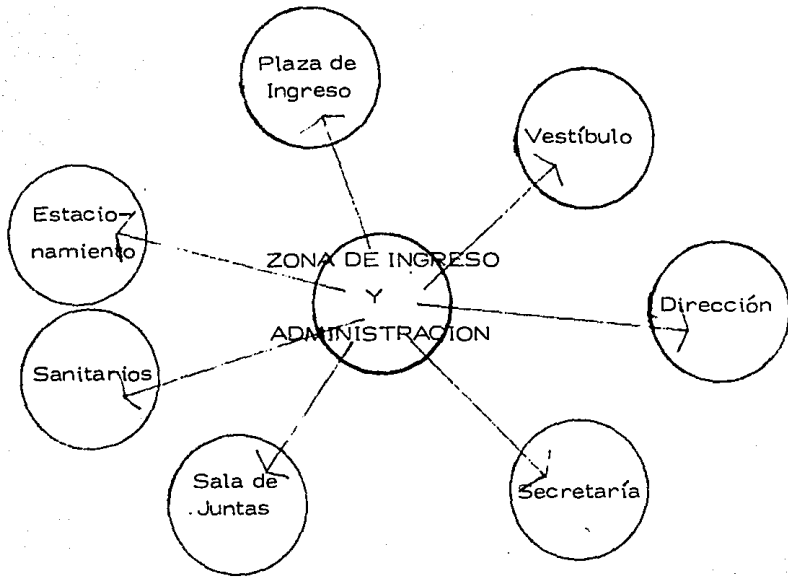 Plaza de
Ingreso
Vestíbulo
Estacio-
namiento
ZONA DE INGRESO
Y
ADMINISTRACION
Dirección
Sanitarios
Sala de
Juntas
Secretaría